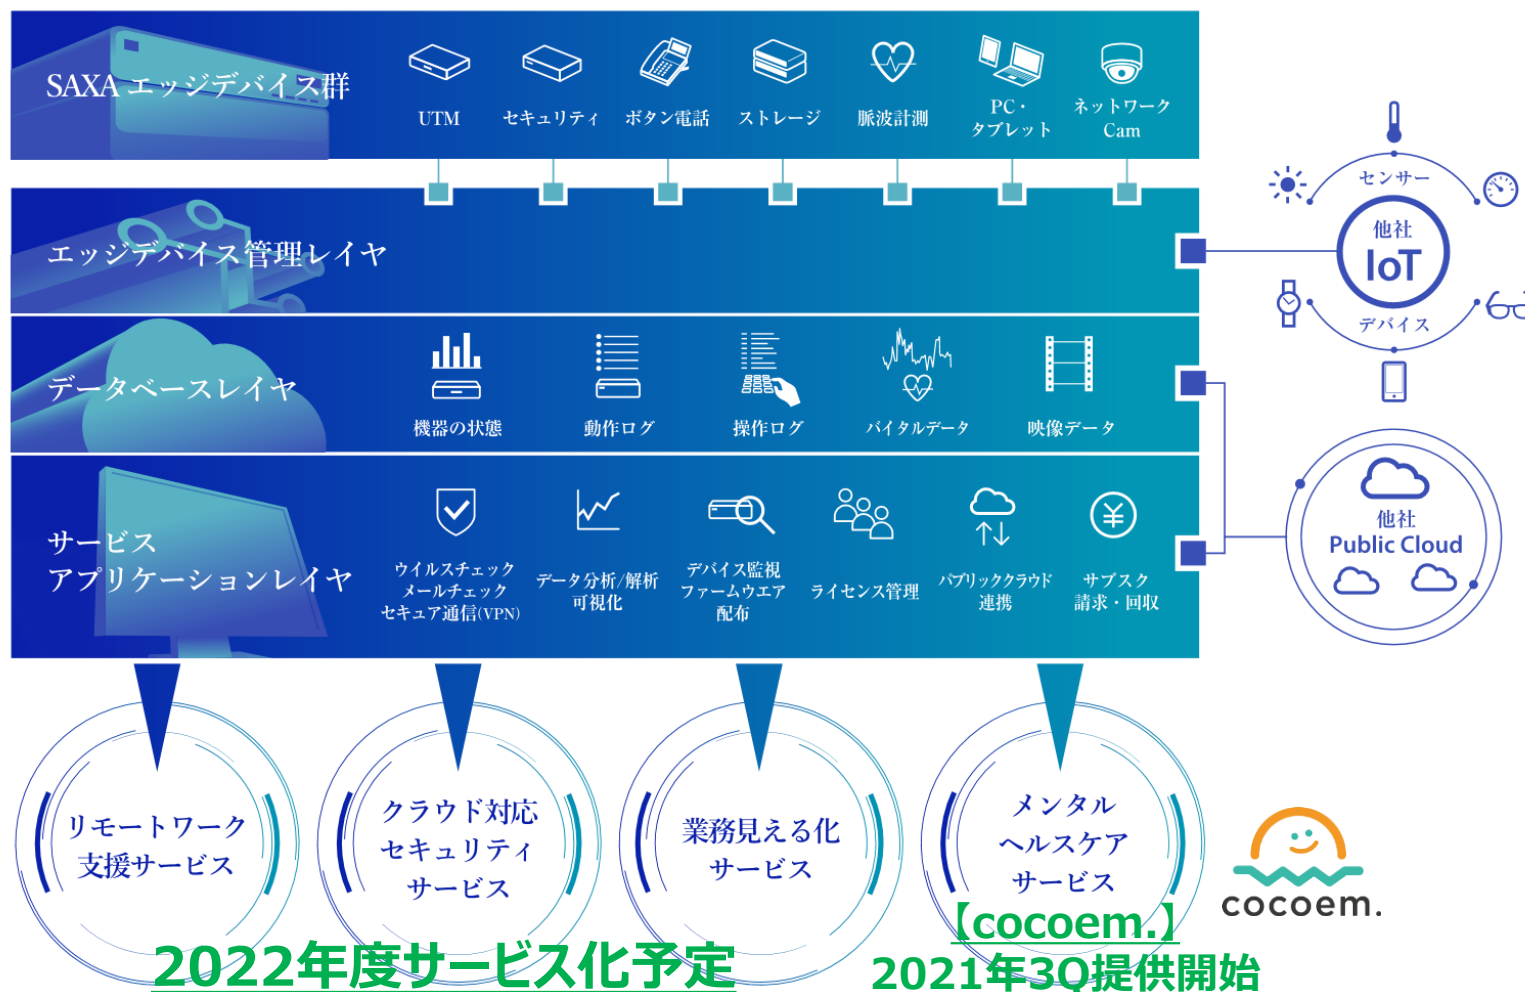 SAXA エッジデバイス群
UTM
セキュリティ
ボタン電話
ストレージ
脈波計測
PC・
タブレット
ネットワーク
Cam
エッジデバイス管理レイヤ
センサー
他社
IoT
デバイス
データベースレイヤ
機器の状態
動作ログ
操作ログ
バイタルデータ
映像データ
サービス
アプリケーションレイヤ
ウイルスチェック
メールチェック
セキュア通信(VPN)
データ分析/解析
可視化
デバイス監視
ファームウエア
配布
ライセンス管理
パブリッククラウド
連携
サブスク
請求・回収
他社
Public Cloud
リモートワーク
支援サービス
クラウド対応
セキュリティ
サービス
業務見える化
サービス
メンタル
ヘルスケア
サービス
【cocoem.】
cocoem.
2022年度サービス化予定
2021年3Q提供開始